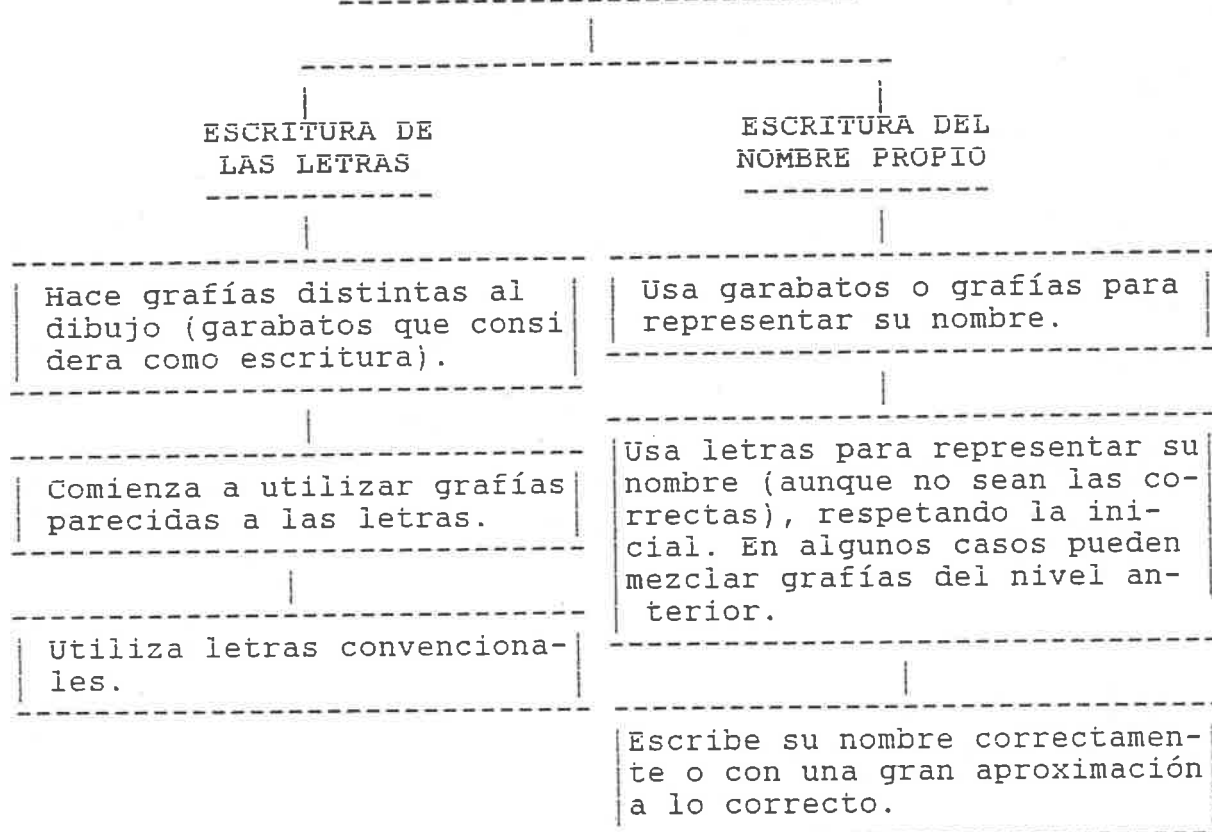 ESCRITURA DE
LAS LETRAS
Hace grafías distintas al
dibujo (garabatos que consi
dera como escritura).
Comienza a utilizar grafías
parecidas a las letras.
Utiliza letras convenciona-
les.
ESCRITURA DEL
NOMBRE PROPIO
Usa garabatos o grafías para
representar su nombre.
Usa letras para representar su
nombre (aunque no sean las co-
rrectas), respetando la ini-
cial. En algunos casos pueden
mezclar grafías del nivel an-
terior.
Escribe su nombre correctamen-
te o con una gran aproximación
a lo correcto.